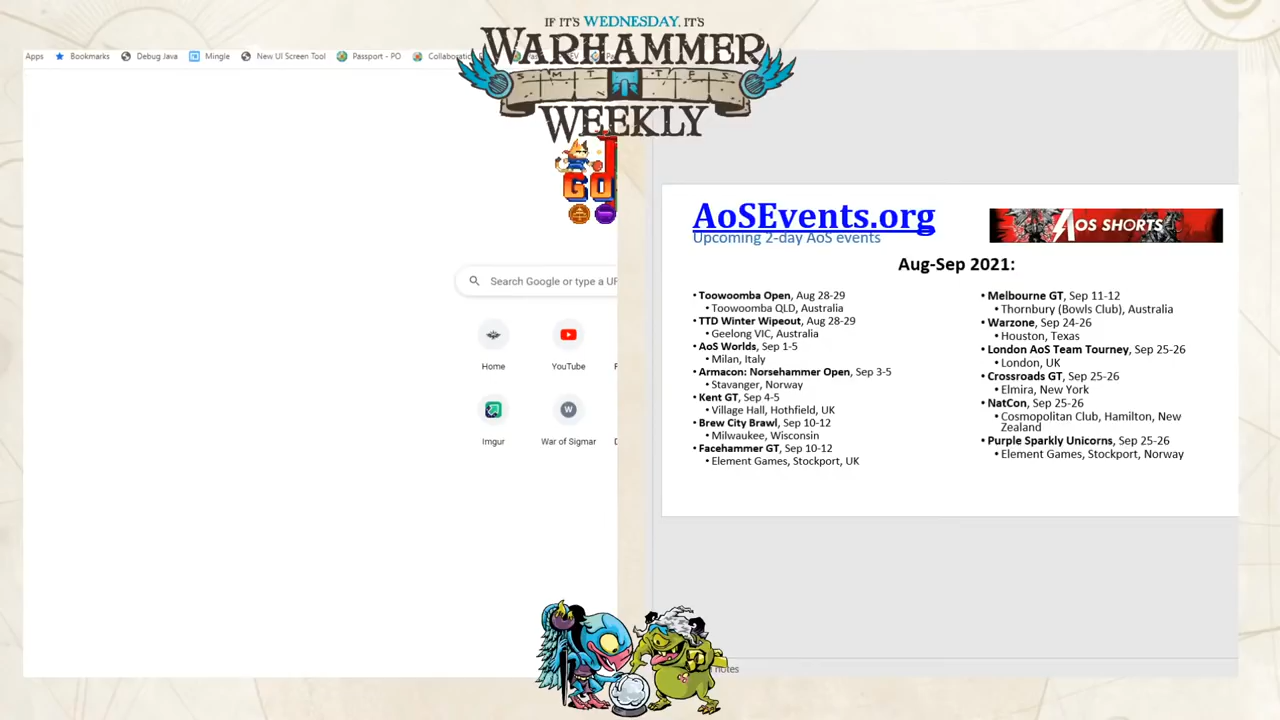 IF IT'S WEDNESDAY, IT'S
WARHAMMER
WEEKLY
Apps Bookmarks Debug Java Mingle New UI Screen Tool Passport - PO
Gd
Search Google or type a
Home YouTube
Imgur War of Sigmar
W
AoSEvents.org
Upcoming 2-day AoS events
AOS SHORTS
Aug-Sep 2021:
• Toowoomba Open, Aug 28-29
• Toowoomba QLD, Australia
• TTD Winter Wipeout, Aug 28-29
• Geelong VIC, Australia
• AoS Worlds, Sep 1-5
• Milan, Italy
• Armacon: Norsehammer Open, Sep 3-5
• Stavanger, Norway
• Kent GT, Sep 4-5
• Village Hall, Hothfield, UK
• Brew City Brawl, Sep 10-12
• Milwaukee, Wisconsin
• Facehammer GT, Sep 10-12
• Element Games, Stockport, UK
• Melbourne GT, Sep 11-12
• Thornbury (Bowls Club), Australia
• Warzone, Sep 24-26
• Houston, Texas
• London AoS Team Tourney, Sep 25-26
• London, UK
• Crossroads GT, Sep 25-26
• Elmira, New York
• NatCon, Sep 25-26
• Cosmopolitan Club, Hamilton, New
Zealand
• Purple Sparkly Unicorns, Sep 25-26
• Element Games, Stockport, Norway
notes